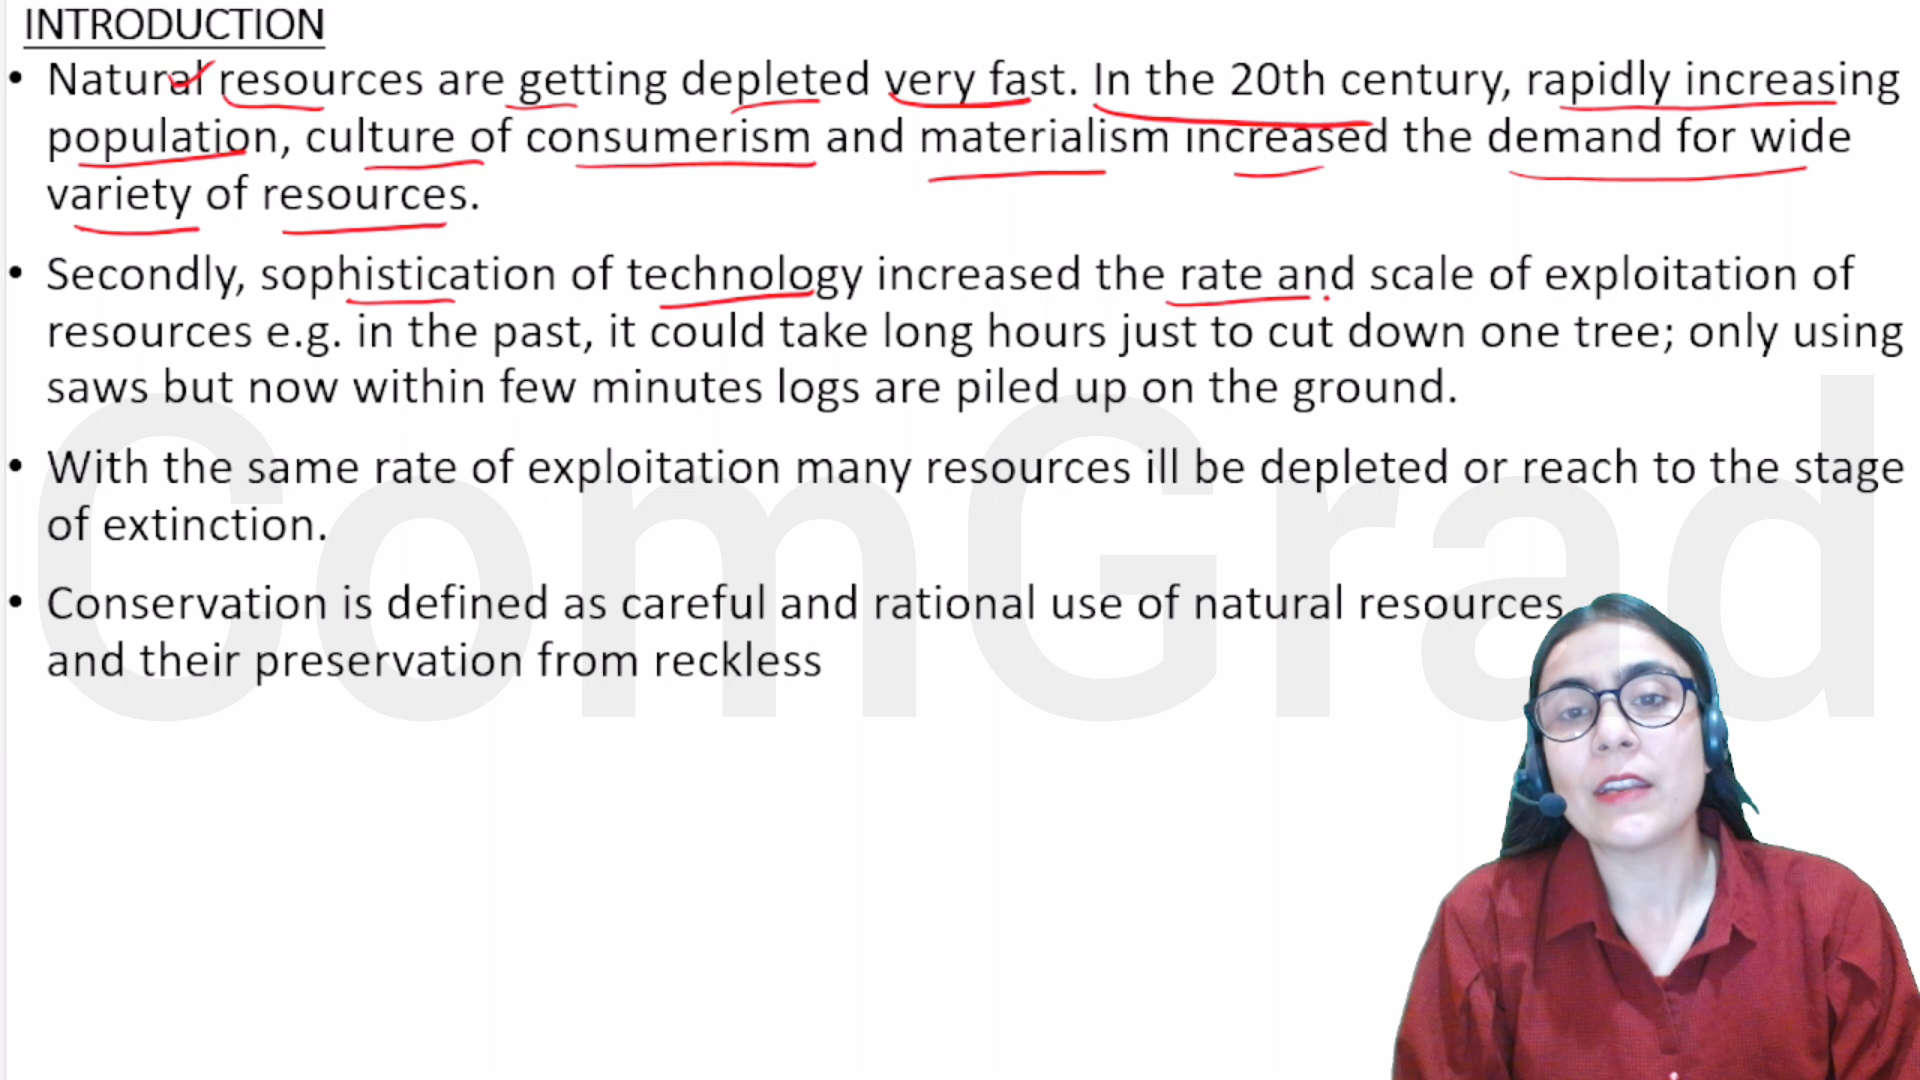 INTRODUCTION
• Natural resources are getting depleted very fast. In the 20th century, rapidly increasing
population, culture of consumerism and materialism increased the demand for wide
variety of resources.
• Secondly, sophistication of technology increased the rate and scale of exploitation of
resources e.g. in the past, it could take long hours just to cut down one tree; only using
saws but now within few minutes logs are piled up on the ground.
• With the same rate of exploitation many resources ill be depleted or reach to the stage
of extinction.
• Conservation is defined as careful and rational use of natural resources
and their preservation from reckless
ComGrad